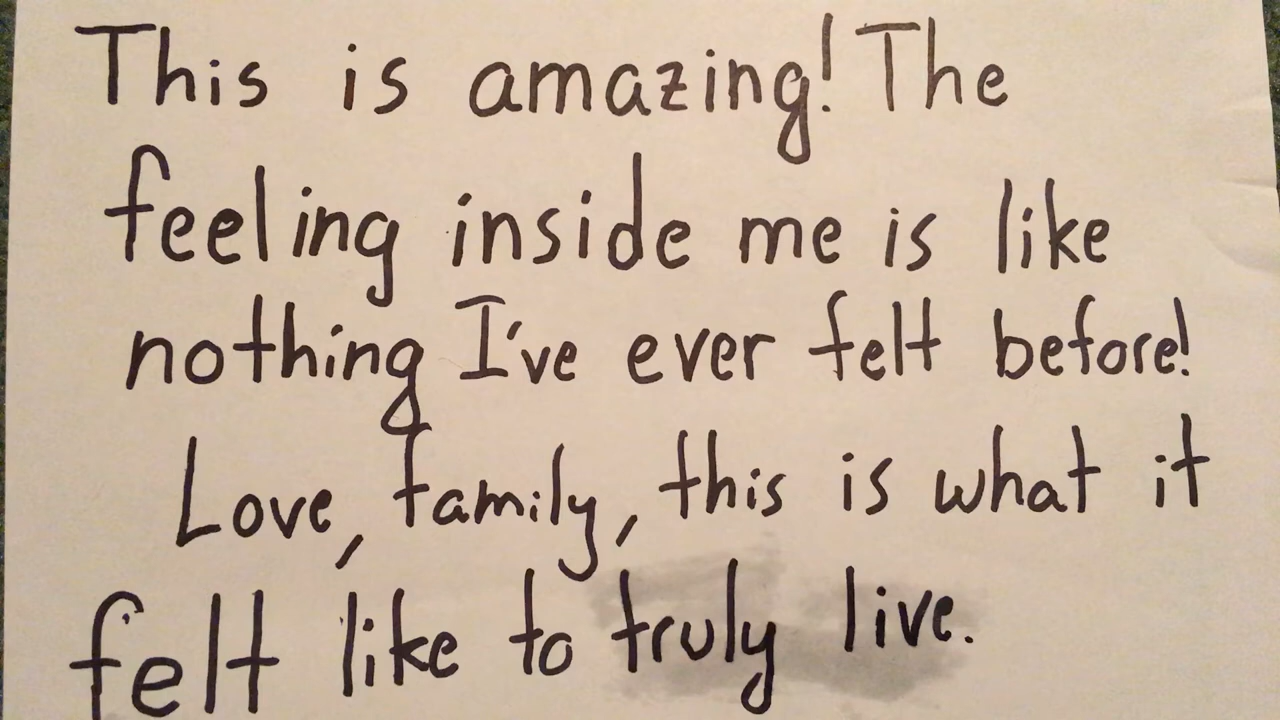 This is amazing! The
feeling inside me is like
nothing I've ever felt before!
Love, family, this is what it
felt like to truly live.